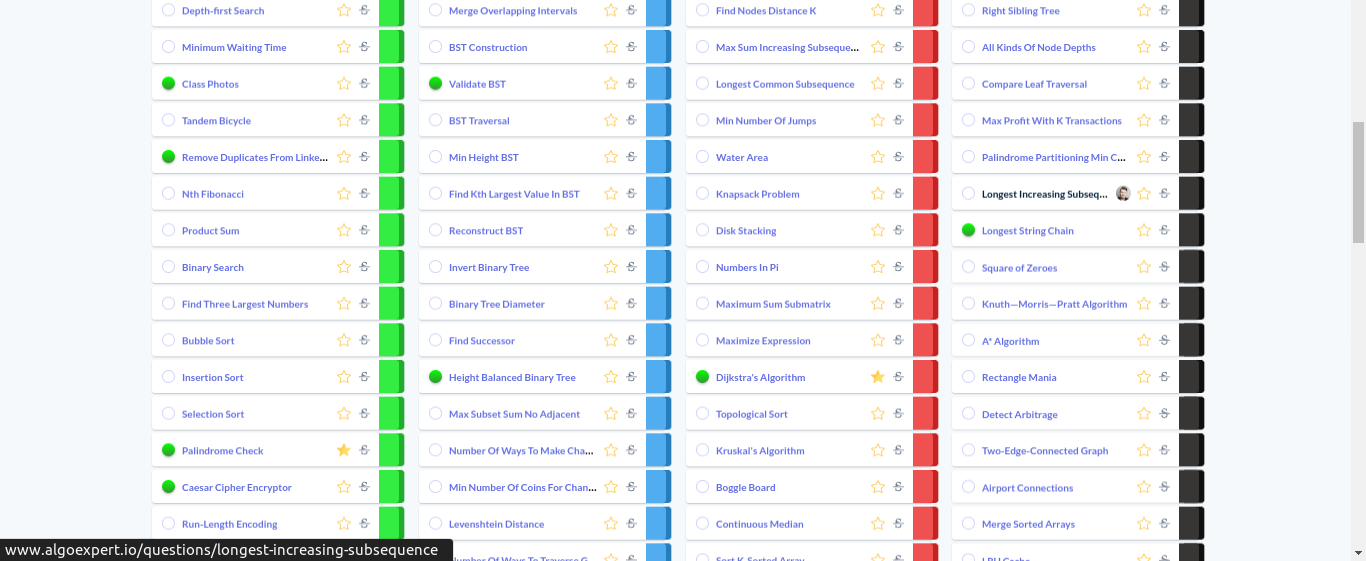 Depth-first Search
Minimum Waiting Time
Class Photos
Tandem Bicycle
Remove Duplicates From Linke...
Nth Fibonacci
Product Sum
Binary Search
Find Three Largest Numbers
Bubble Sort
Insertion Sort
Selection Sort
Palindrome Check
Caesar Cipher Encryptor
Run-Length Encoding
Merge Overlapping Intervals
BST Construction
Validate BST
BST Traversal
Min Height BST
Find Kth Largest Value In BST
Reconstruct BST
Invert Binary Tree
Binary Tree Diameter
Find Successor
Height Balanced Binary Tree
Max Subset Sum No Adjacent
Number Of Ways To Make Cha...
Min Number Of Coins For Chan...
Levenshtein Distance
Number Of Ways To Traverse G...
Find Nodes Distance K
Max Sum Increasing Subseque...
Longest Common Subsequence
Min Number Of Jumps
Water Area
Knapsack Problem
Disk Stacking
Numbers In Pi
Maximum Sum Submatrix
Maximize Expression
Dijkstra's Algorithm
Topological Sort
Kruskal's Algorithm
Boggle Board
Continuous Median
Sort K-Sorted Array
Right Sibling Tree
All Kinds Of Node Depths
Compare Leaf Traversal
Max Profit With K Transactions
Palindrome Partitioning Min C...
Longest Increasing Subseq...
Longest String Chain
Square of Zeroes
Knuth—Morris—Pratt Algorithm
A* Algorithm
Rectangle Mania
Detect Arbitrage
Two-Edge-Connected Graph
Airport Connections
Merge Sorted Arrays
LRU Cache
www.algoexpert.io/questions/longest-increasing-subsequence